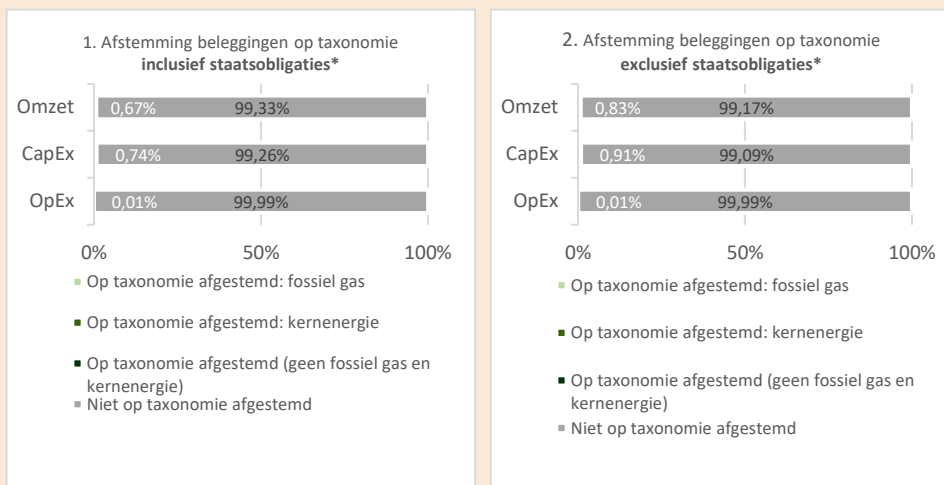 1. Afstemming beleggingen op taxonomie
inclusief staatsobligaties*
Omzet 0,67% 99,33%
CapEx 0,74% 99,26%
OpEx 0,01% 99,99%
0% 50% 100%
Op taxonomie afgestemd: fossiel gas
Op taxonomie afgestemd: kernenergie
Op taxonomie afgestemd (geen fossiel gas en
kernenergie)
Niet op taxonomie afgestemd
2. Afstemming beleggingen op taxonomie
exclusief staatsobligaties*
Omzet 0,83% 99,17%
CapEx 0,91% 99,09%
OpEx 0,01% 99,99%
0% 50% 100%
Op taxonomie afgestemd: fossiel gas
Op taxonomie afgestemd: kernenergie
Op taxonomie afgestemd (geen fossiel gas en
kernenergie)
Niet op taxonomie afgestemd